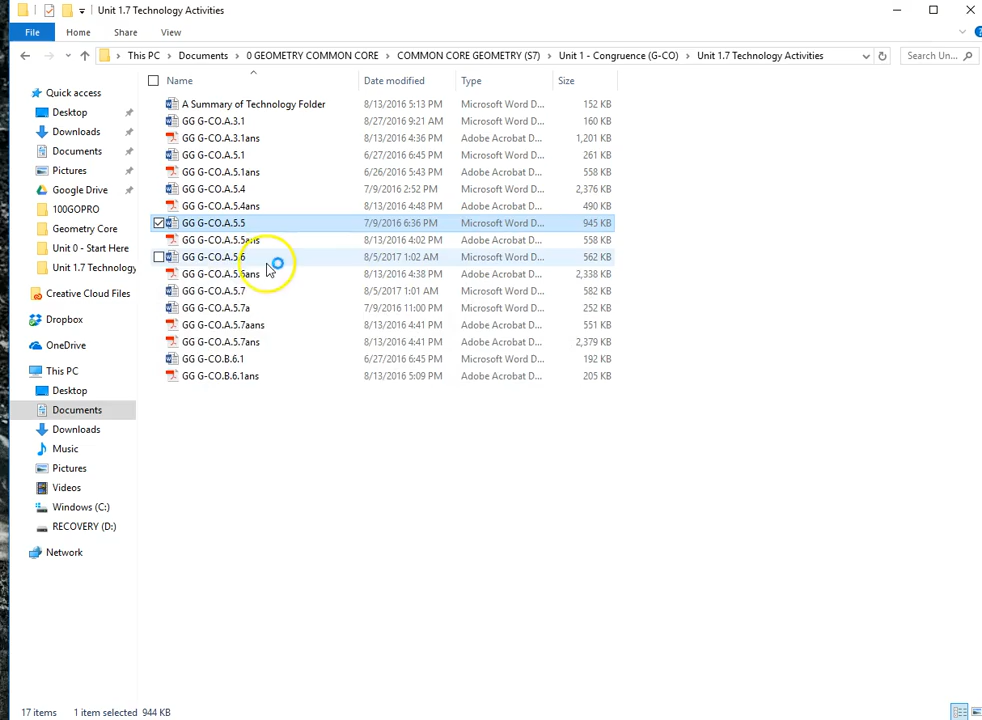 Unit 1.7 Technology Activities
File Home Share View
This PC > Documents > 0 GEOMETRY COMMON CORE > COMMON CORE GEOMETRY (S7) > Unit 1 - Congruence (G-CO) > Unit 1.7 Technology Activities Search Un...
Name Date modified Type Size
Quick access
Desktop
Downloads
Documents
Pictures
Google Drive
100GOPRO
Geometry Core
Unit 0 - Start Here
Unit 1.7 Technology
Creative Cloud Files
Dropbox
OneDrive
This PC
Desktop
Documents
Downloads
Music
Pictures
Videos
Windows (C:)
RECOVERY (D:)
Network
A Summary of Technology Folder 8/13/2016 5:13 PM Microsoft Word D... 152 KB
GG G-CO.A.3.1 8/27/2016 9:21 AM Microsoft Word D... 160 KB
GG G-CO.A.3.1ans 8/13/2016 4:36 PM Adobe Acrobat D... 1,201 KB
GG G-CO.A.5.1 6/27/2016 6:45 PM Microsoft Word D... 261 KB
GG G-CO.A.5.1ans 6/26/2016 5:43 PM Adobe Acrobat D... 558 KB
GG G-CO.A.5.4 7/9/2016 2:52 PM Microsoft Word D... 2,376 KB
GG G-CO.A.5.4ans 8/13/2016 4:48 PM Adobe Acrobat D... 490 KB
GG G-CO.A.5.5 7/9/2016 6:36 PM Microsoft Word D... 945 KB
GG G-CO.A.5.5ans 8/13/2016 4:02 PM Adobe Acrobat D... 558 KB
GG G-CO.A.5.6 8/5/2017 1:02 AM Microsoft Word D... 562 KB
GG G-CO.A.5.6ans 8/13/2016 4:38 PM Adobe Acrobat D... 2,338 KB
GG G-CO.A.5.7 8/5/2017 1:01 AM Microsoft Word D... 582 KB
GG G-CO.A.5.7a 7/9/2016 11:00 PM Microsoft Word D... 252 KB
GG G-CO.A.5.7aans 8/13/2016 4:41 PM Adobe Acrobat D... 551 KB
GG G-CO.A.5.7ans 8/13/2016 4:41 PM Adobe Acrobat D... 2,379 KB
GG G-CO.B.6.1 6/27/2016 6:45 PM Microsoft Word D... 192 KB
GG G-CO.B.6.1ans 8/13/2016 5:09 PM Adobe Acrobat D... 205 KB
17 items 1 item selected 944 KB